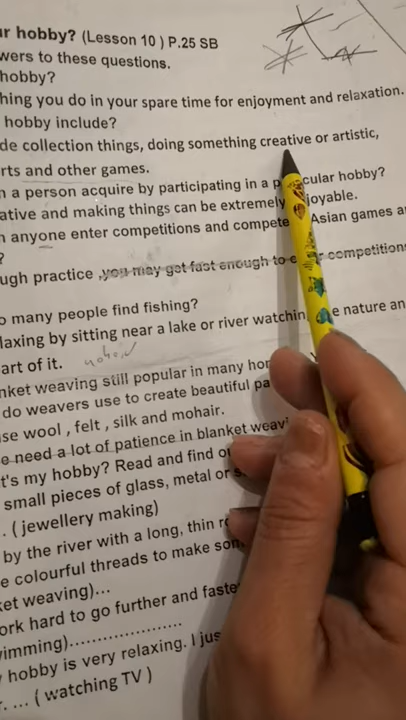 r hobby? (Lesson 10 ) P.25 SB
wers to these questions.
hobby?
hing you do in your spare time for enjoyment and relaxation.
hobby include?
de collection things, doing something creative or artistic,
rts and other games.
n a person acquire by participating in a p cular hobby?
ative and making things can be extremely joyable.
n anyone enter competitions and compete Asian games a
?
ugh practice ,you may get fast enough to e r competition
o many people find fishing?
laxing by sitting near a lake or river watchin e nature an
art of it.
nket weaving still popular in many ho
do weavers use to create beautiful pa
se wool , felt , silk and mohair.
e need a lot of patience in blanket weav
t's my hobby? Read and find o
small pieces of glass, metal or s
. ( jewellery making)
by the river with a long, thin r
e colourful threads to make so
ket weaving)...
ork hard to go further and faste
imming).....................
hobby is very relaxing. I jus
r. ... ( watching TV )